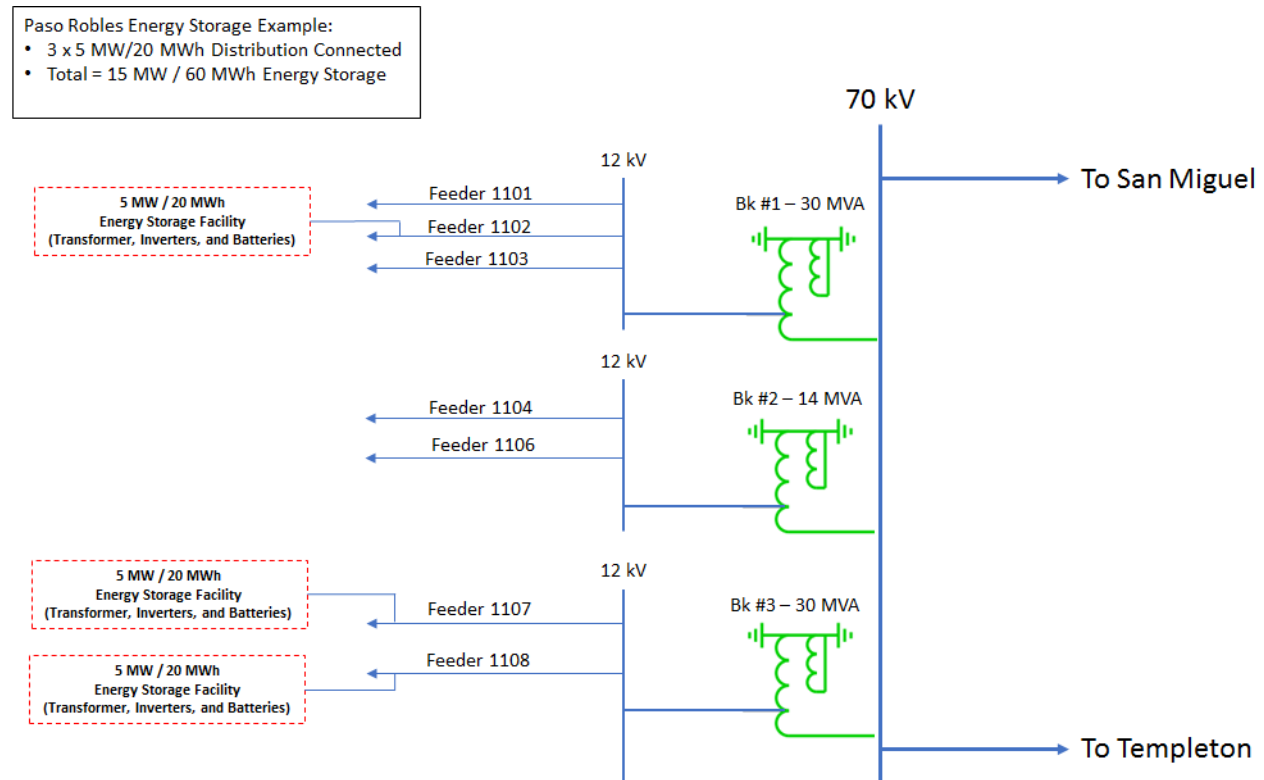 Paso Robles Energy Storage Example:
• 3 x 5 MW/20 MWh Distribution Connected
• Total = 15 MW / 60 MWh Energy Storage
70 kV
12 kV
To San Miguel
5 MW / 20 MWh
Energy Storage Facility
(Transformer, Inverters, and Batteries)
Feeder 1101
Feeder 1102
Feeder 1103
Bk #1 – 30 MVA
12 kV
Feeder 1104
Feeder 1106
Bk #2 – 14 MVA
12 kV
5 MW / 20 MWh
Energy Storage Facility
(Transformer, Inverters, and Batteries)
Feeder 1107
Bk #3 – 30 MVA
5 MW / 20 MWh
Energy Storage Facility
(Transformer, Inverters, and Batteries)
Feeder 1108
To Templeton